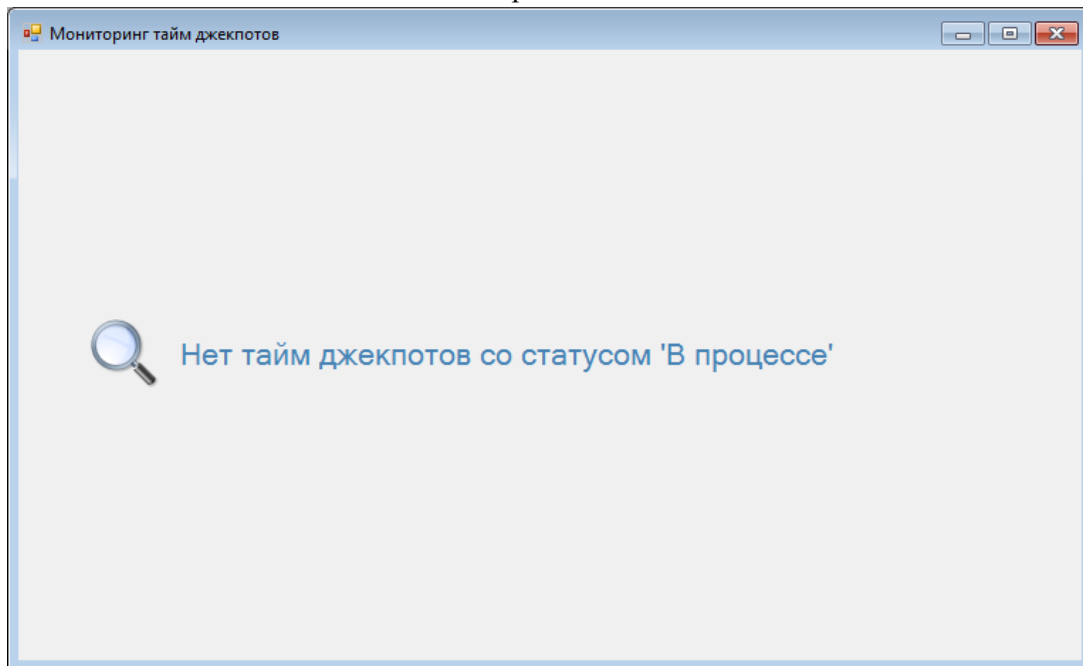 Мониторинг тайм джекпотов
Нет тайм джекпотов со статусом 'В процессе'